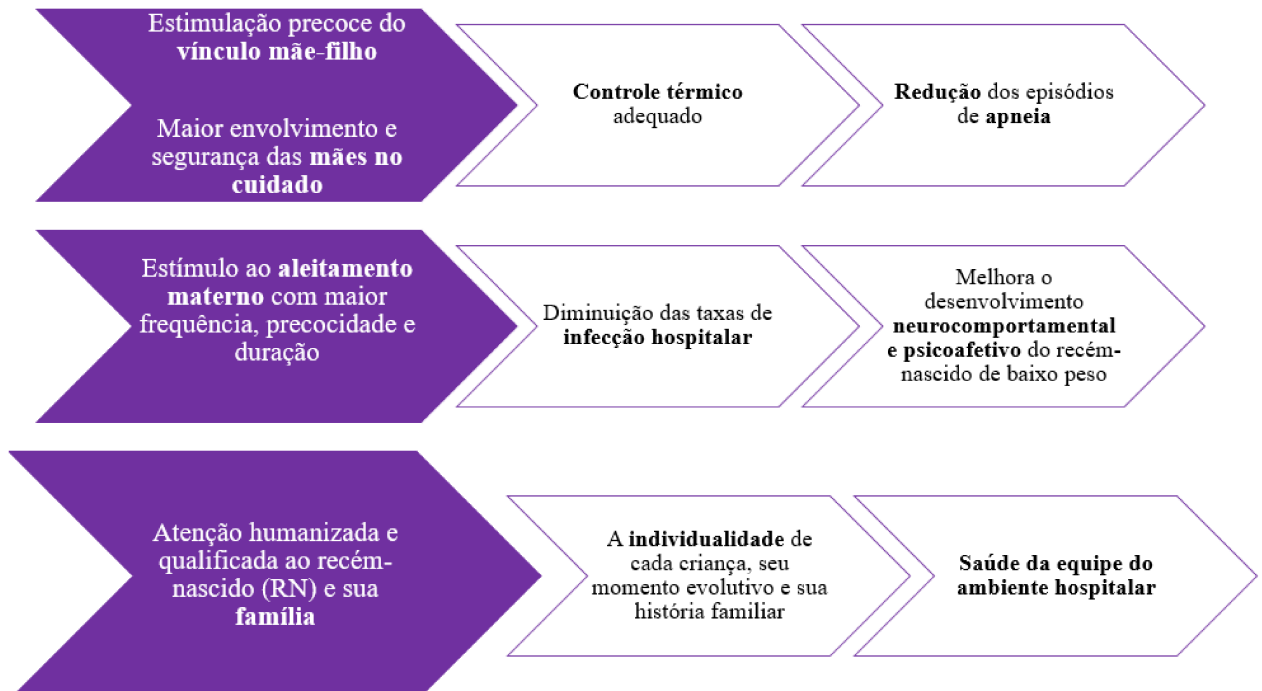 Estimulação precoce do
vínculo mãe-filho
Maior envolvimento e
segurança das mães no
cuidado
Controle térmico
adequado
Redução dos episódios
de apneia
Estímulo ao aleitamento
materno com maior
frequência, precocidade e
duração
Diminuição das taxas de
infecção hospitalar
Melhora o
desenvolvimento
neurocomportamental
e psicoafetivo do recém-
nascido de baixo peso
Atenção humanizada e
qualificada ao recém-
nascido (RN) e sua
família
A individualidade de
cada criança, seu
momento evolutivo e sua
história familiar
Saúde da equipe do
ambiente hospitalar